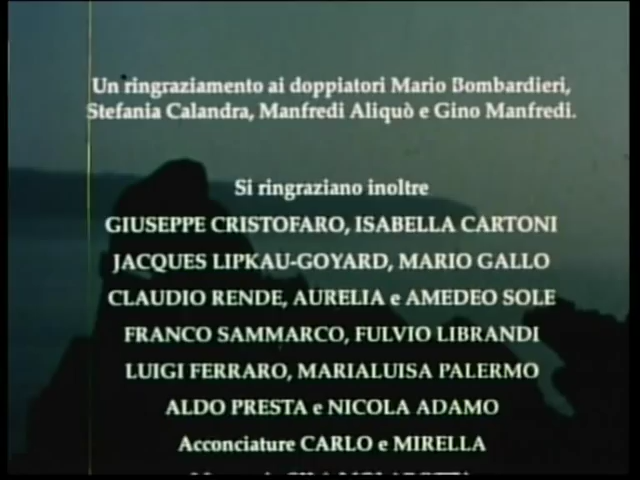 Un ringraziamento ai doppiatori Mario Bombardieri,
Stefania Calandra, Manfredi Aliquò e Gino Manfredi.
Si ringraziano inoltre
GIUSEPPE CRISTOFARO, ISABELLA CARTONI
JACQUES LIPKAU-GOYARD, MARIO GALLO
CLAUDIO RENDE, AURELIA e AMEDEO SOLE
FRANCO SAMMARCO, FULVIO LIBRANDI
LUIGI FERRARO, MARIALUISA PALERMO
ALDO PRESTA e NICOLA ADAMO
Acconciature CARLO e MIRELLA